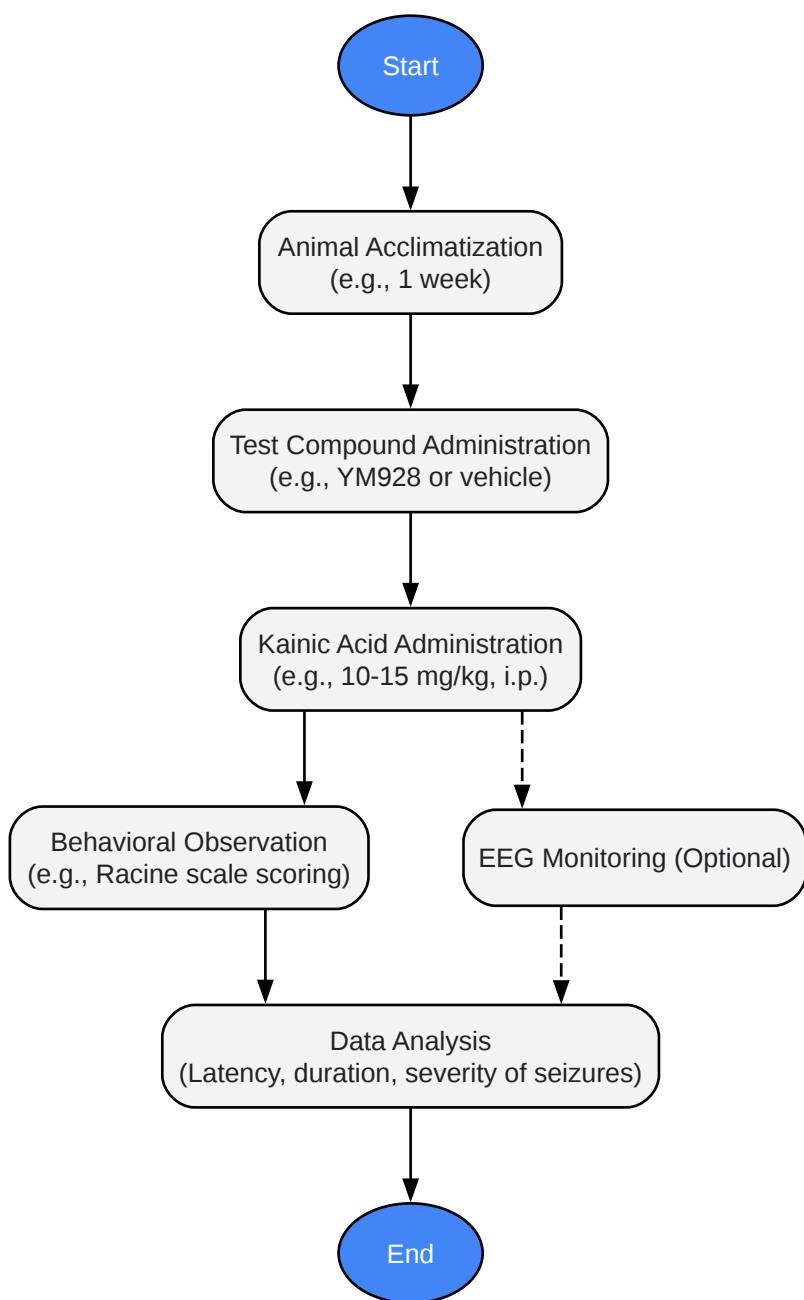 Start
Animal Acclimatization
(e.g., 1 week)
Test Compound Administration
(e.g., YM928 or vehicle)
Kainic Acid Administration
(e.g., 10-15 mg/kg, i.p.)
Behavioral Observation
(e.g., Racine scale scoring)
EEG Monitoring (Optional)
Data Analysis
(Latency, duration, severity of seizures)
End